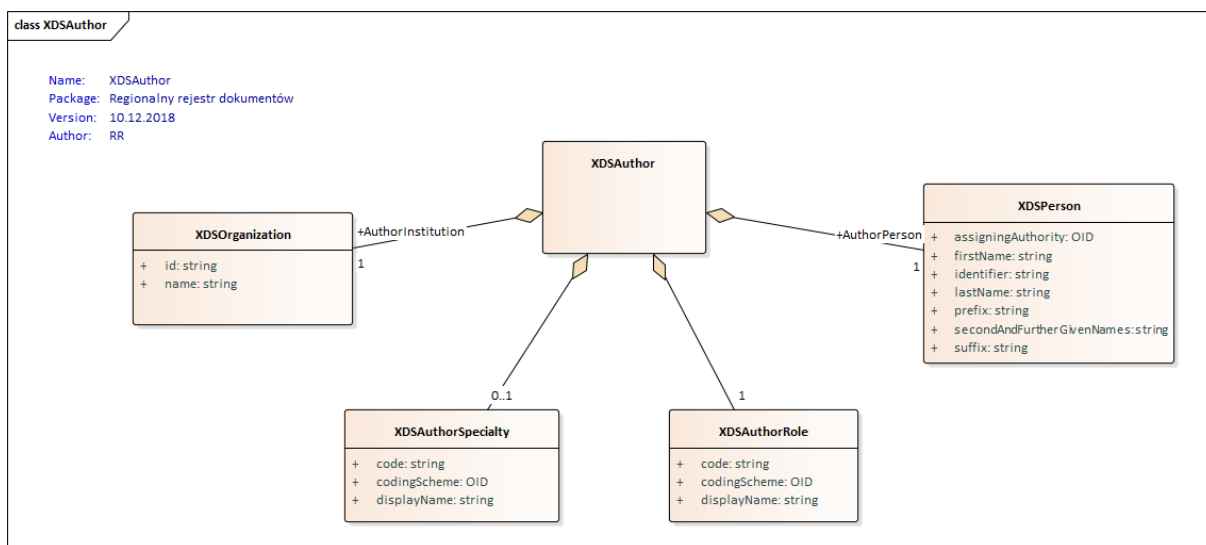 class XDSAuthor
Name: XDSAuthor
Package: Regionalny rejestr dokumentów
Version: 10.12.2018
Author: RR
XDSAuthor
XDSOrganization
+ id: string
+ name: string
+AuthorInstitution
1
XDSPerson
+ assigningAuthority: OID
+ firstName: string
+ identifier: string
+ lastName: string
+ prefix: string
+ secondAndFurtherGivenNames:string
+ suffix: string
+AuthorPerson
1
0..1
XDSAuthorSpecialty
+ code: string
+ codingScheme: OID
+ displayName: string
1
XDSAuthorRole
+ code: string
+ codingScheme: OID
+ displayName: string